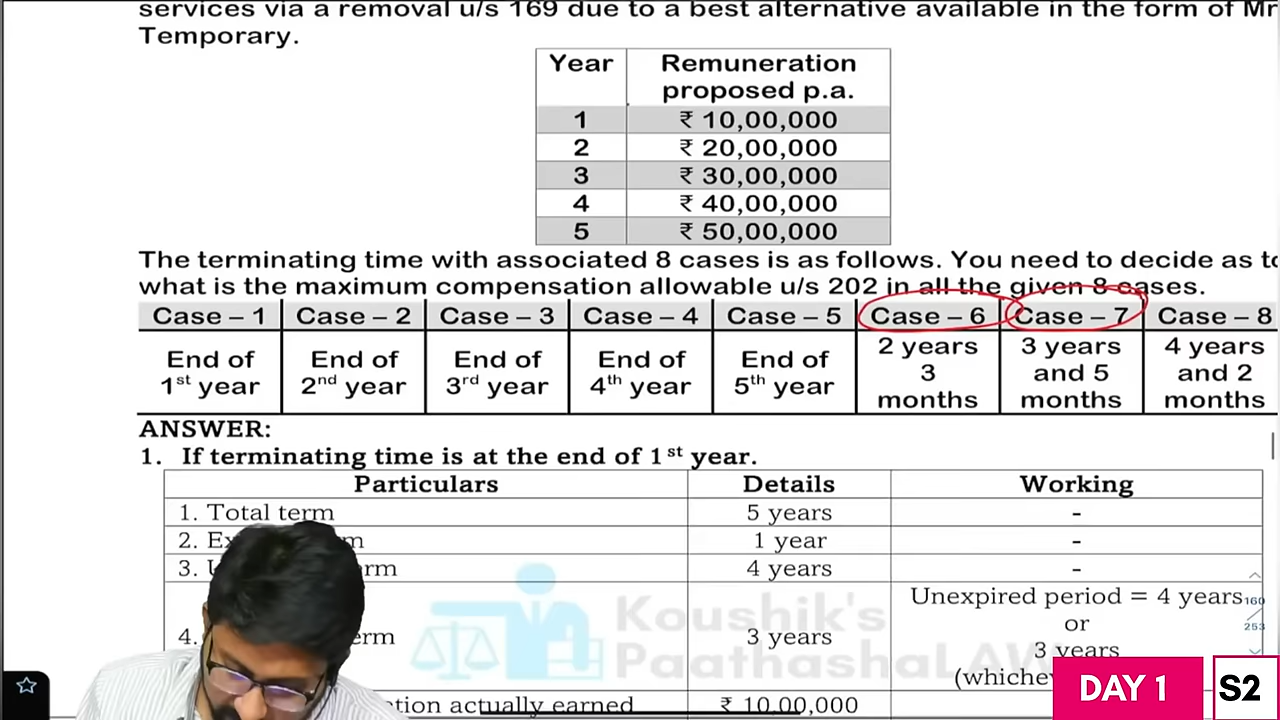 services via a removal u/s 169 due to a best alternative available in the form of Mr
Temporary.
Year Remuneration proposed p.a.
1 ₹ 10,00,000
2 ₹ 20,00,000
3 ₹ 30,00,000
4 ₹ 40,00,000
5 ₹ 50,00,000
The terminating time with associated 8 cases is as follows. You need to decide as to
what is the maximum compensation allowable u/s 202 in all the given 8 cases.
Case – 1 Case – 2 Case – 3 Case – 4 Case – 5 Case – 6 Case – 7 Case – 8
End of 1st year End of 2nd year End of 3rd year End of 4th year End of 5th year 2 years 3 months 3 years and 5 months 4 years and 2 months
ANSWER:
1. If terminating time is at the end of 1st year.
Particulars Details Working
1. Total term 5 years -
2. 1 year -
3. 4 years -
4. 3 years
Unexpired period = 4 years
or
3 years
actually earned ₹ 10,00,000
Koushik's
PaathashaLAW
160
253
DAY 1 S2